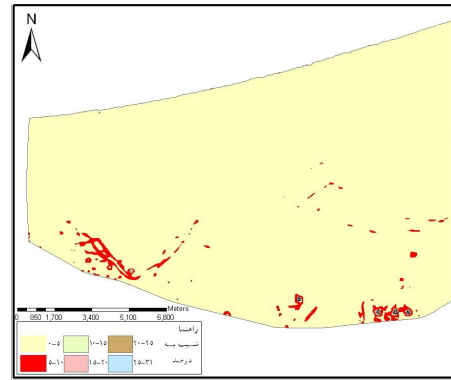 N
Meters
0 850 1,700 3,400 5,100 6,800
راهنما
شیب به
درصد
۰-۵ ۱۰-۱۵ ۲۰-۲۵
۵-۱۰ ۱۵-۲۰ ۲۵-۳۱